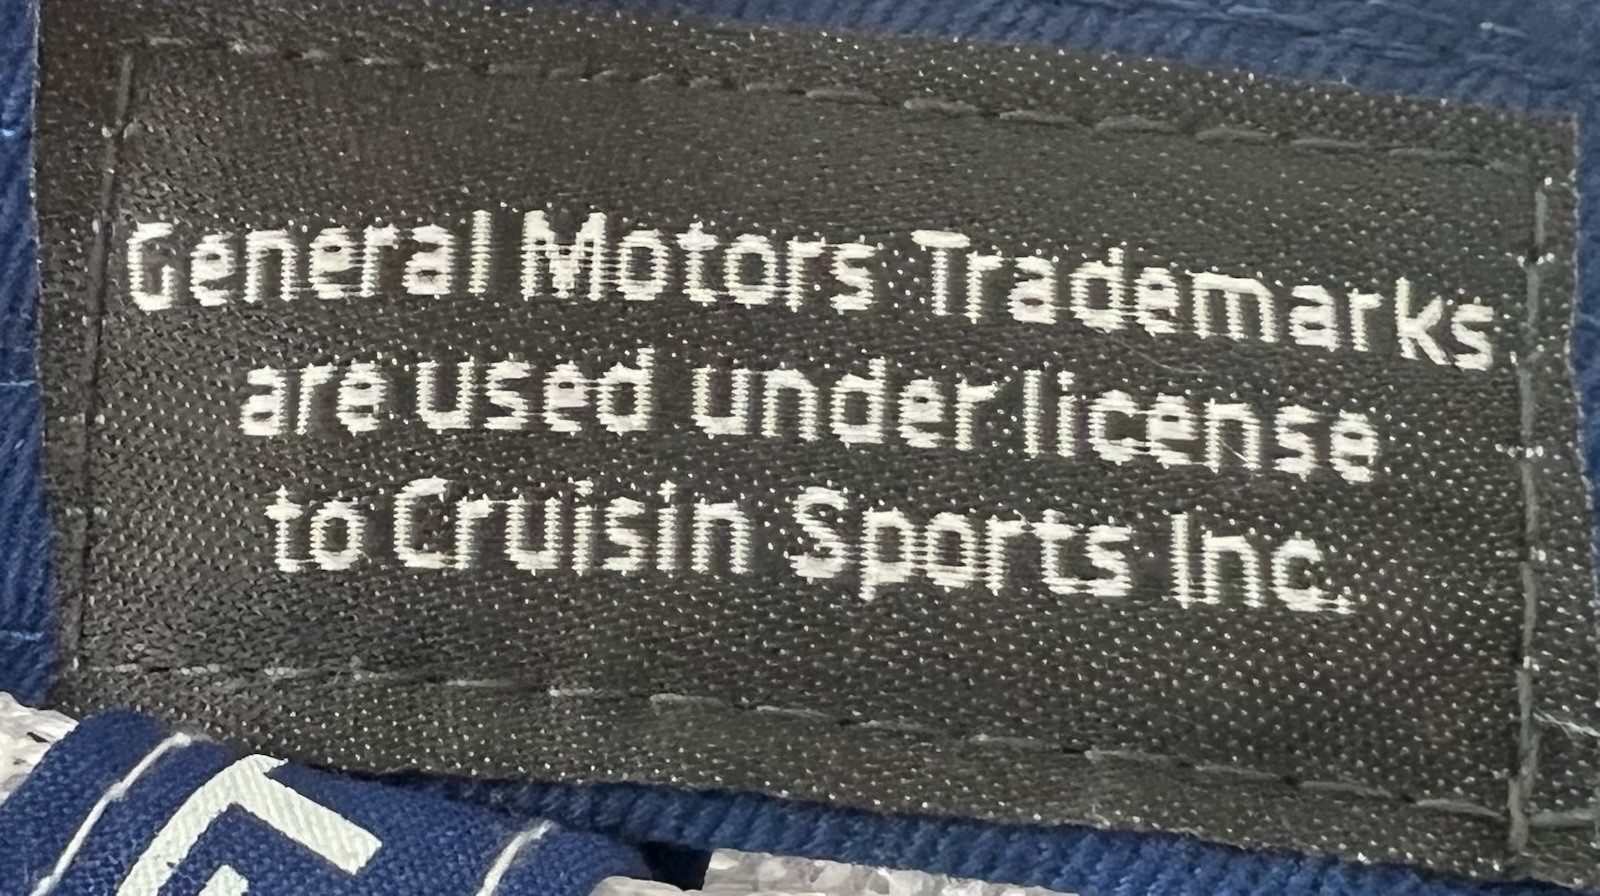 General Motors Trademarks
are used under license
to Cruisin Sports Inc.